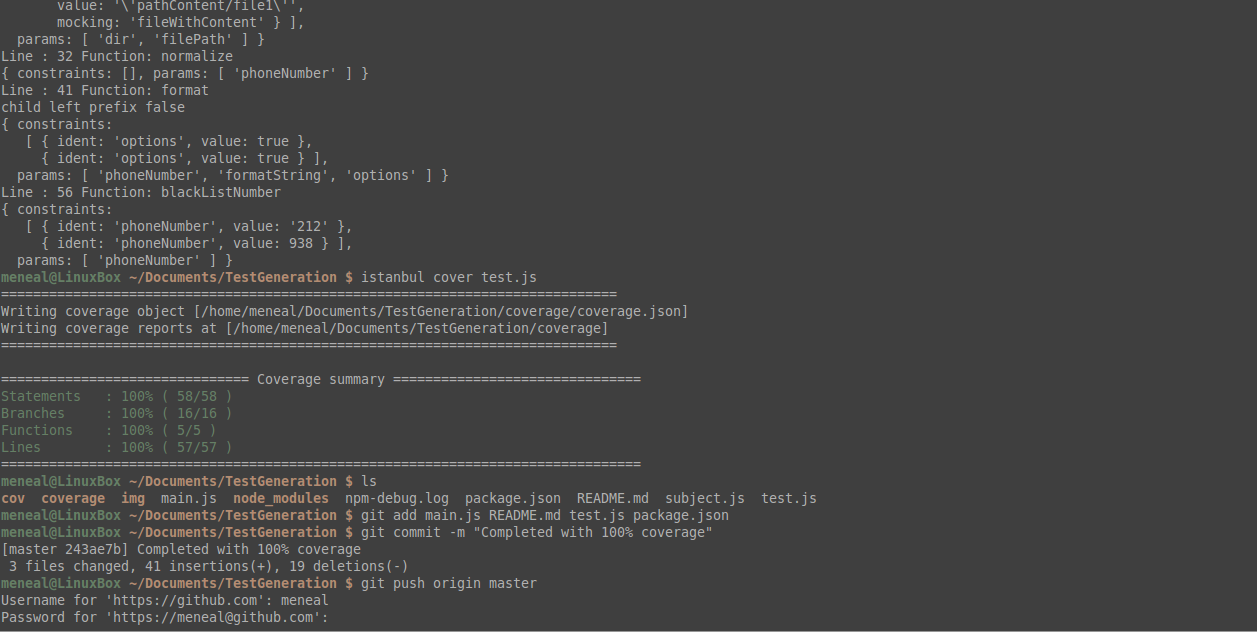 value: '\'pathContent/file1\'',
mocking: 'fileWithContent' } ],
params: [ 'dir', 'filePath' ] }
Line : 32 Function: normalize
{ constraints: [], params: [ 'phoneNumber' ] }
Line : 41 Function: format
child left prefix false
{ constraints:
[ { ident: 'options', value: true },
{ ident: 'options', value: true } ],
params: [ 'phoneNumber', 'formatString', 'options' ] }
Line : 56 Function: blackListNumber
{ constraints:
[ { ident: 'phoneNumber', value: '212' },
{ ident: 'phoneNumber', value: 938 } ],
params: [ 'phoneNumber' ] }
meneal@LinuxBox ~/Documents/TestGeneration $ istanbul cover test.js
=============================================================================
Writing coverage object [/home/meneal/Documents/TestGeneration/coverage/coverage.json]
Writing coverage reports at [/home/meneal/Documents/TestGeneration/coverage]
=============================================================================
=============================== Coverage summary ===============================
Statements   : 100% ( 58/58 )
Branches     : 100% ( 16/16 )
Functions    : 100% ( 5/5 )
Lines        : 100% ( 57/57 )
================================================================================
meneal@LinuxBox ~/Documents/TestGeneration $ ls
cov  coverage  img  main.js  node_modules  npm-debug.log  package.json  README.md  subject.js  test.js
meneal@LinuxBox ~/Documents/TestGeneration $ git add main.js README.md test.js package.json
meneal@LinuxBox ~/Documents/TestGeneration $ git commit -m "Completed with 100% coverage"
[master 243ae7b] Completed with 100% coverage
3 files changed, 41 insertions(+), 19 deletions(-)
meneal@LinuxBox ~/Documents/TestGeneration $ git push origin master
Username for 'https://github.com': meneal
Password for 'https://meneal@github.com':